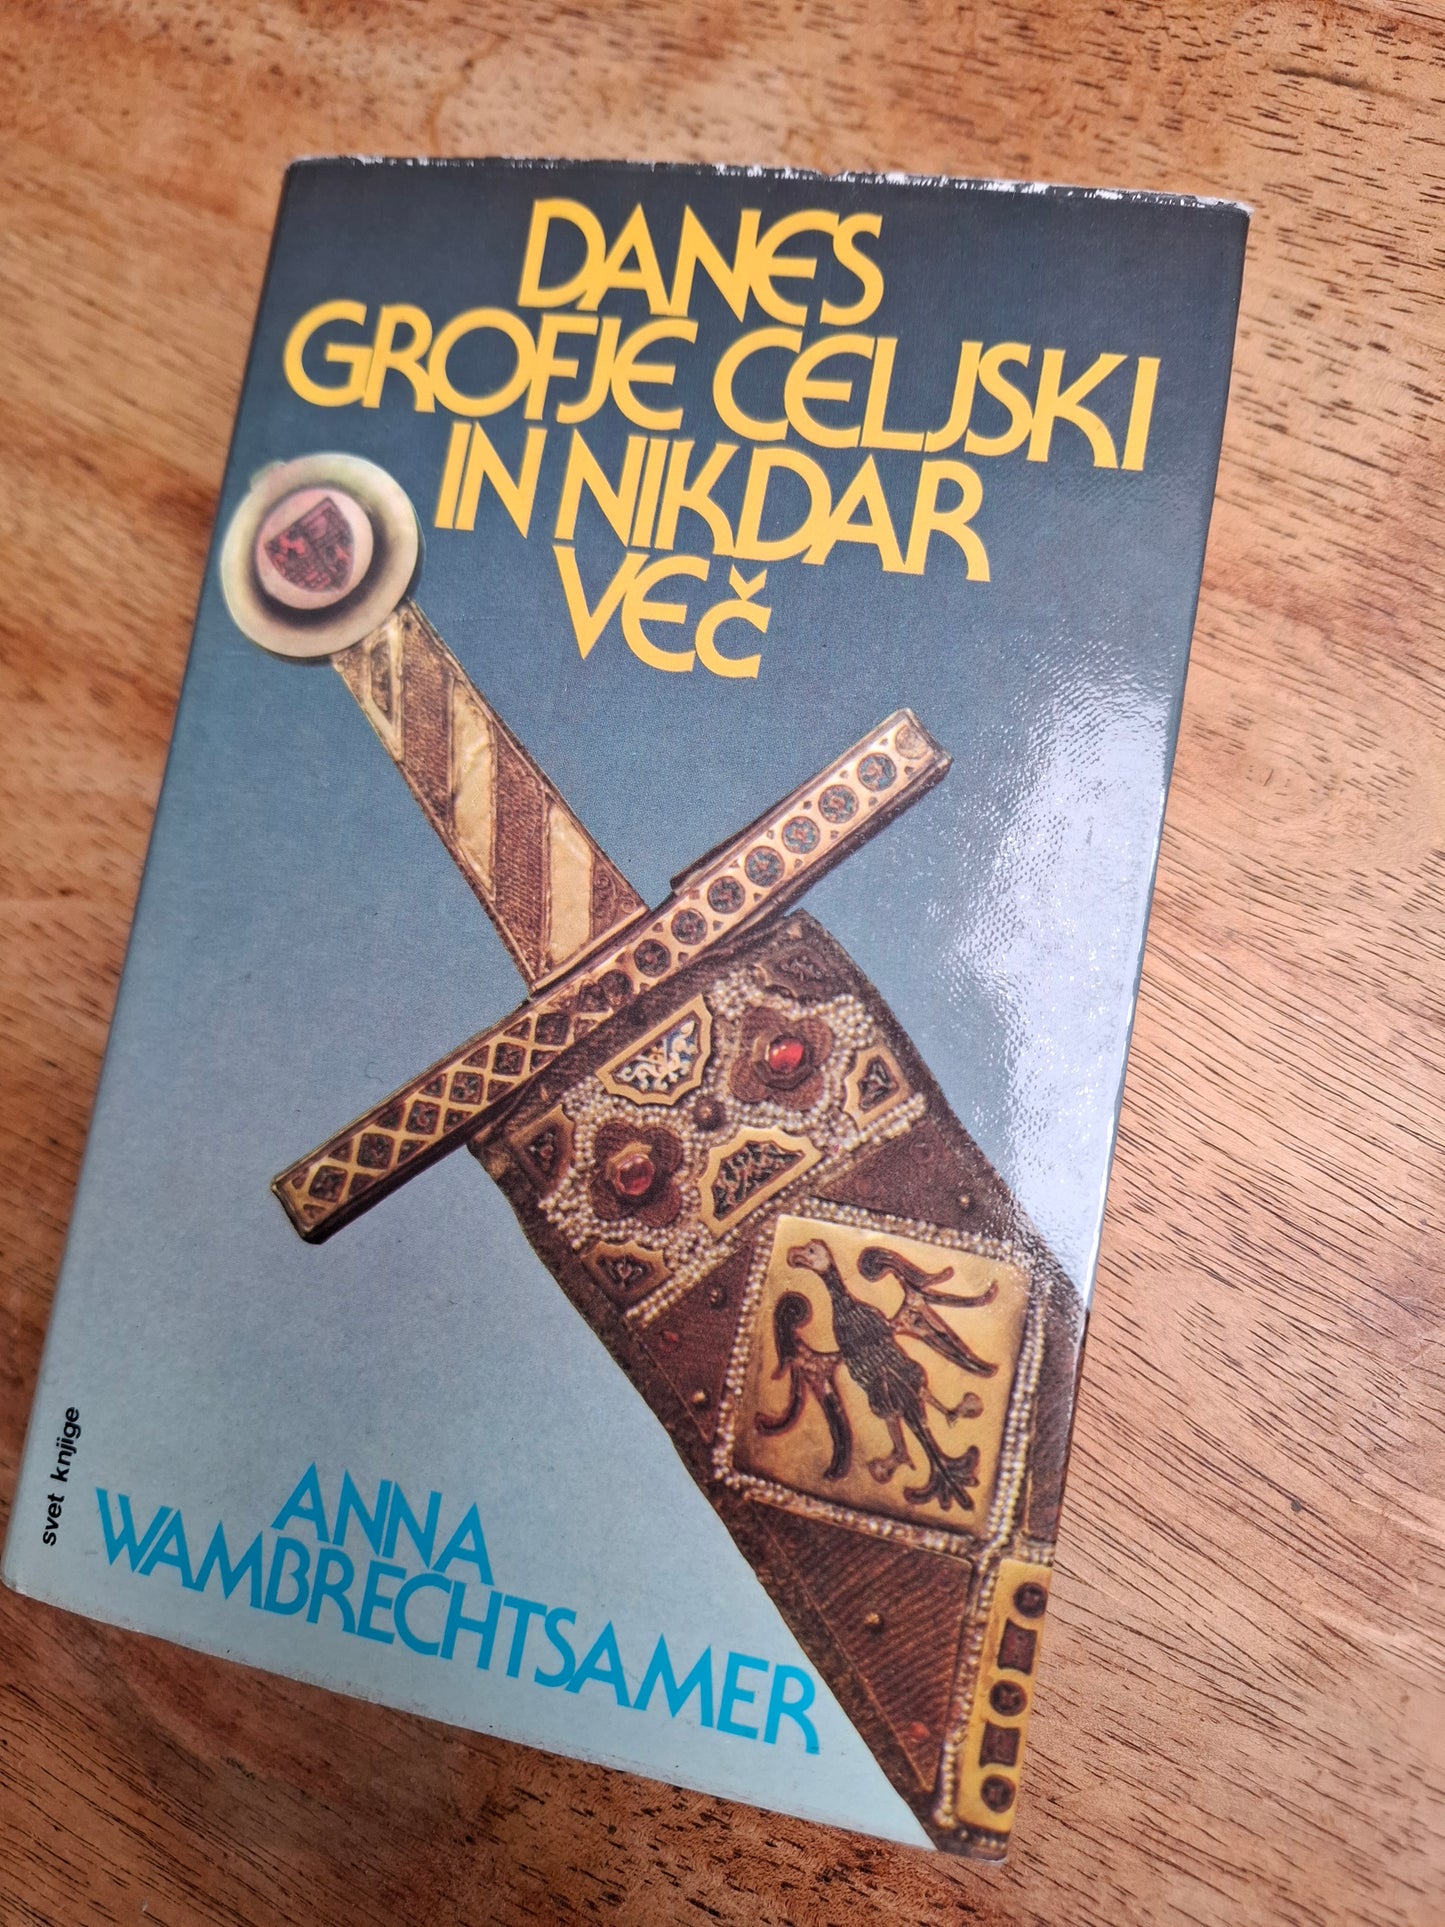 DANES
GROFJE CELJSKI
IN NIKDAR
VEČ
svet knjige
ANNA
WAMBRECHTSAMER